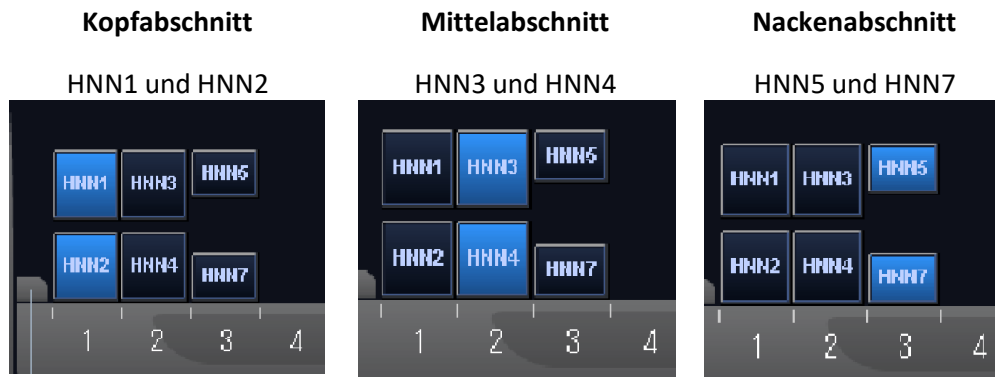 Kopfabschnitt
HNN1 und HNN2
HNN1 HNN3 HNN5
HNN2 HNN4 HNN7
1 2 3 4
Mittelabschnitt
HNN3 und HNN4
HNN1 HNN3 HNN5
HNN2 HNN4 HNN7
1 2 3 4
Nackenabschnitt
HNN5 und HNN7
HNN1 HNN3 HNN5
HNN2 HNN4 HNN7
1 2 3 4